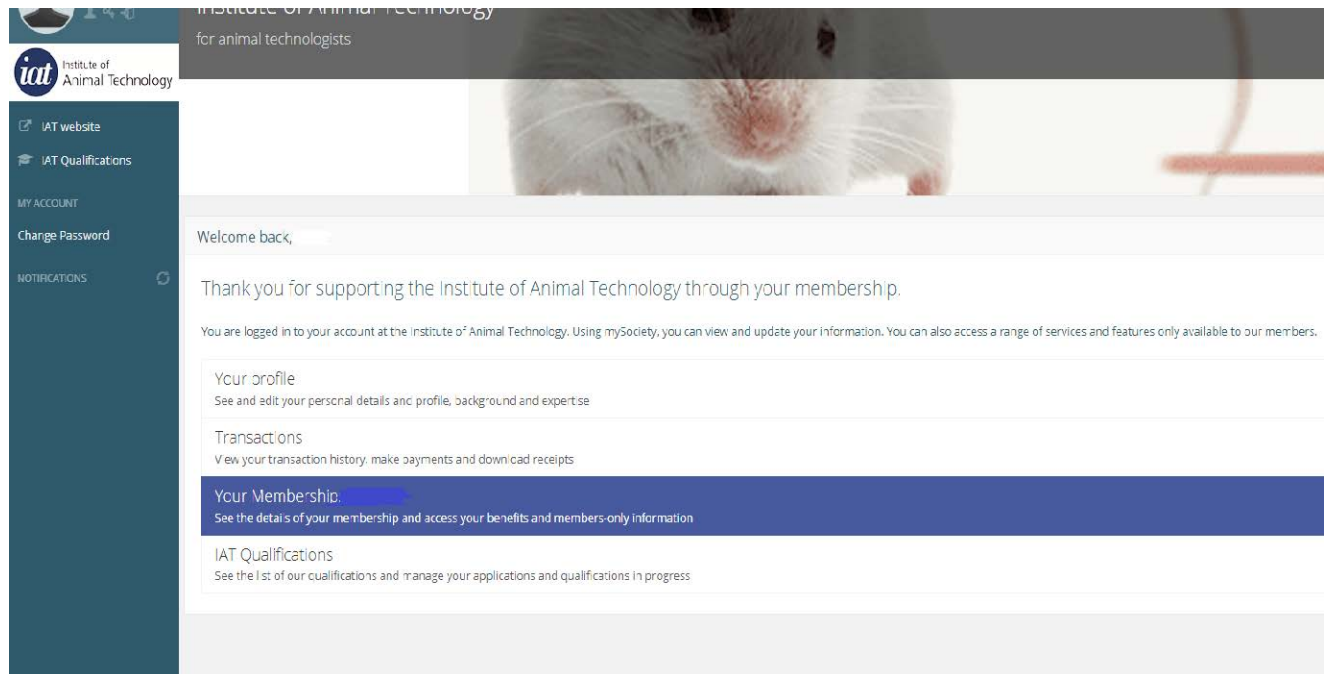 Institute of Animal Technology
for animal technologists
iat
Institute of
Animal Technology
IAT website
IAT Qualifications
MY ACCOUNT
Change Password
NOTIFICATIONS
Welcome back,
Thank you for supporting the Institute of Animal Technology through your membership.
You are logged in to your account at the Institute of Animal Technology. Using mySociety, you can view and update your information. You can also access a range of services and features only available to our members.
Your profile
See and edit your personal details and profile, background and expertise
Transactions
View your transaction history, make payments and download receipts
Your Membership
See the details of your membership and access your benefits and members-only information
IAT Qualifications
See the list of our qualifications and manage your applications and qualifications in progress